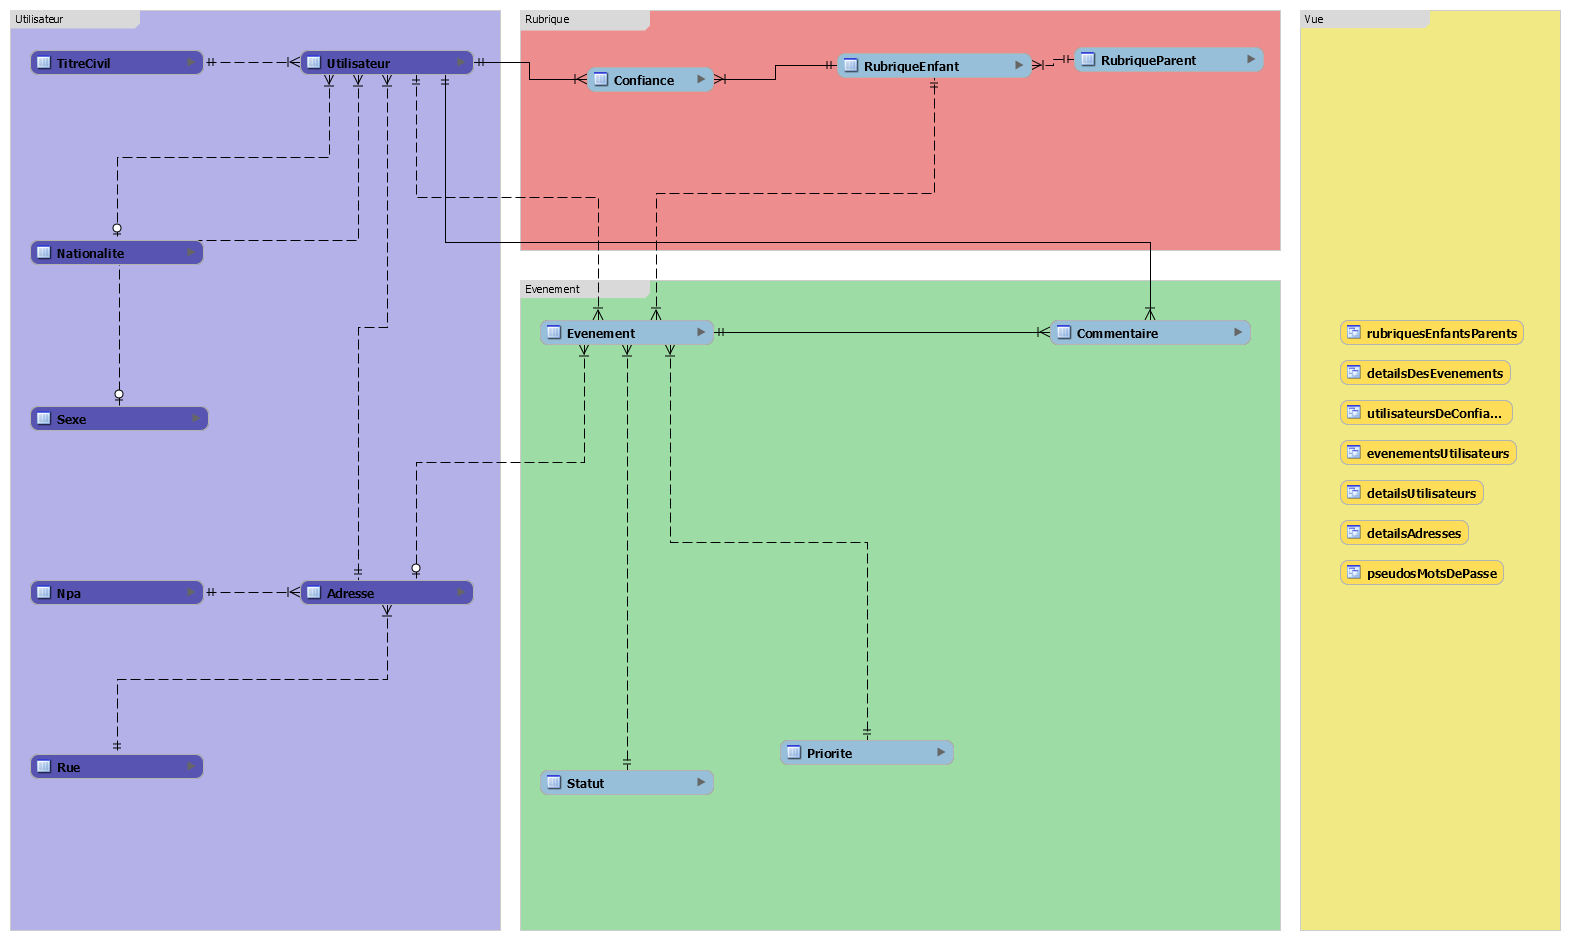 Utilisateur
TitreCivil
Utilisateur
Nationalite
Sexe
Npa
Adresse
Rue
Rubrique
Confiance
RubriqueEnfant
RubriqueParent
Evenement
Evenement
Commentaire
Priorite
Statut
Vue
rubriquesEnfantsParents
detailsDesEvenements
utilisateursDeConfia...
evenementsUtilisateurs
detailsUtilisateurs
detailsAdresses
pseudosMotsDePasse